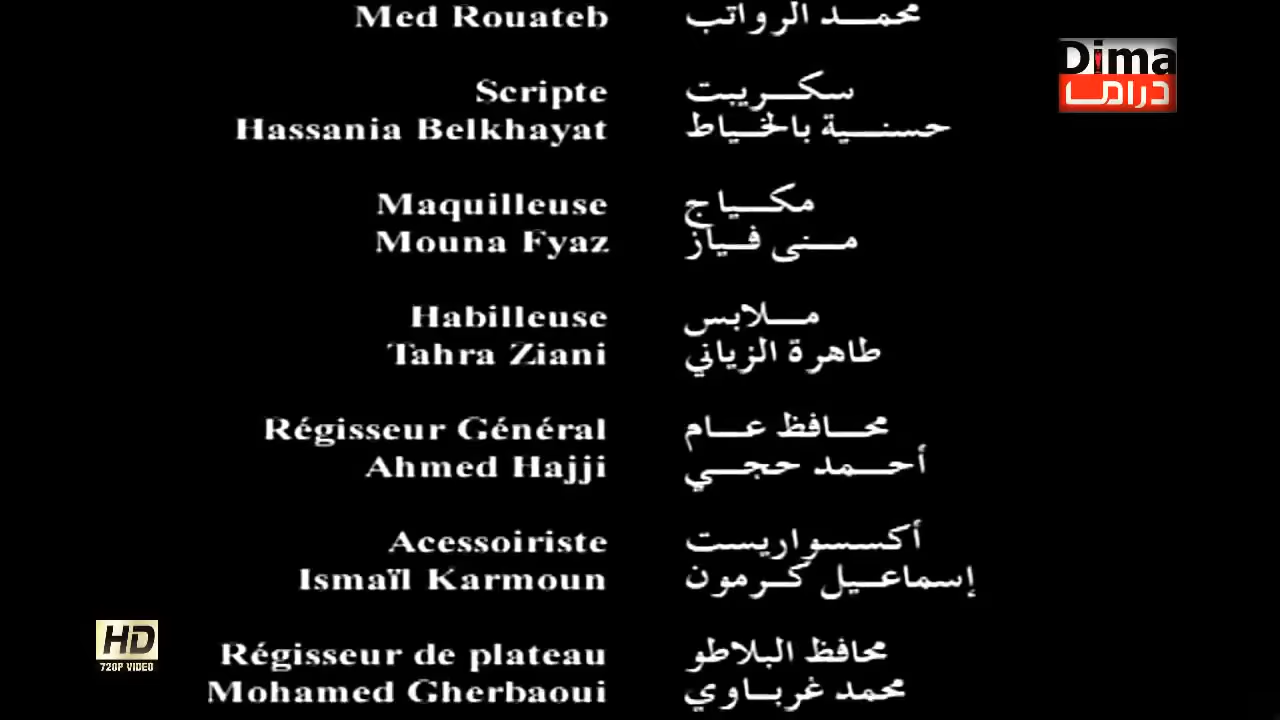 Med Rouateb محمد الرواتب
Dima
دراما
Scripte سكريبت
Hassania Belkhayat حسنية بالخياط
Maquilleuse مكياج
Mouna Fyaz منى فياز
Habilleuse ملابس
Tahra Ziani طاهرة الزياني
Régisseur Général محافظ عام
Ahmed Hajji أحمد حجي
Acessoiriste أكسسواريست
Ismaïl Karmoun إسماعيل كرمون
HD
720P VIDEO
Régisseur de plateau محافظ البلاطو
Mohamed Gherbaoui محمد غرباوي